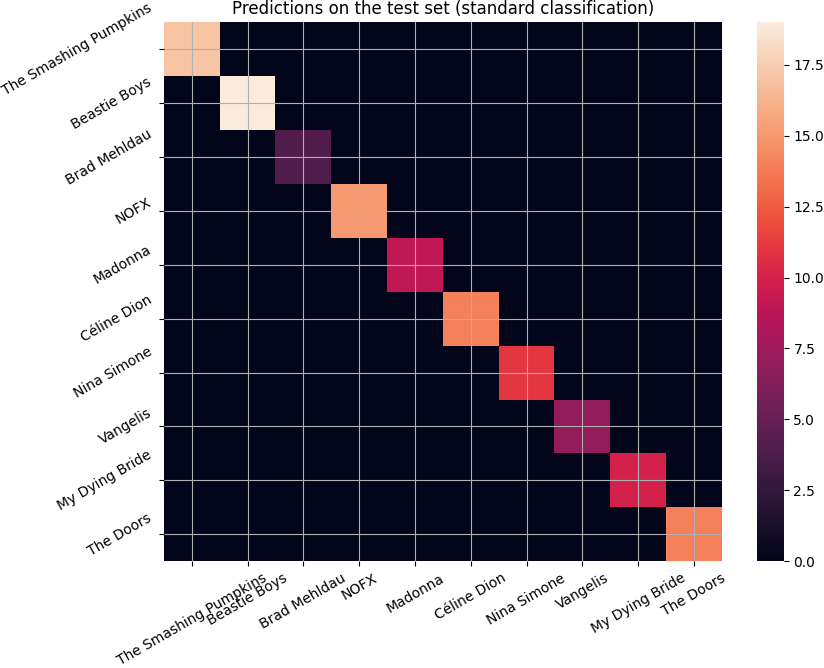 Predictions on the test set (standard classification)
The Smashing Pumpkins
Beastie Boys
Brad Mehldau
NOFX
Madonna
Céline Dion
Nina Simone
Vangelis
My Dying Bride
The Doors
The Smashing Pumpkins
Beastie Boys
Brad Mehldau
NOFX
Madonna
Céline Dion
Nina Simone
Vangelis
My Dying Bride
The Doors
17.5
15.0
12.5
10.0
7.5
5.0
2.5
0.0